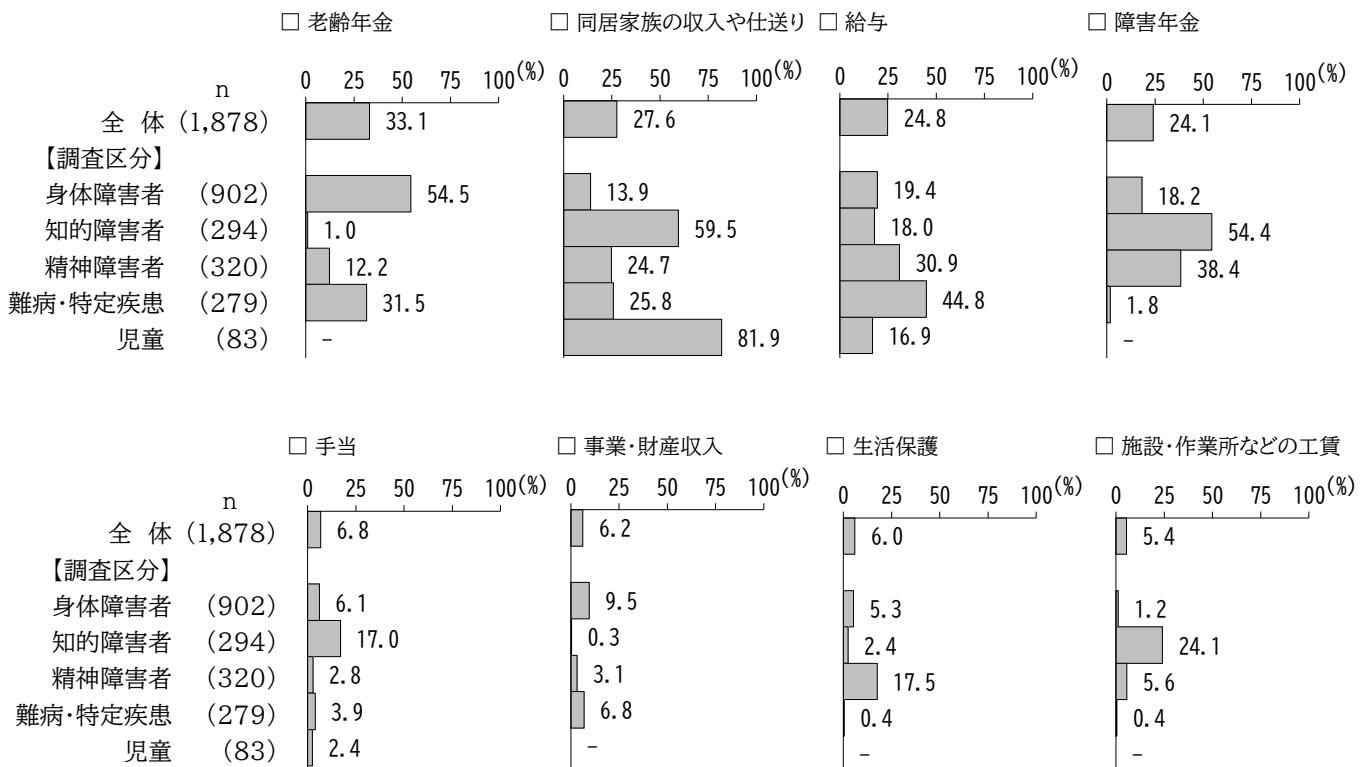 □ 老齢年金 □ 同居家族の収入や仕送り □ 給与 □ 障害年金
0 25 50 75 100(%) 0 25 50 75 100(%) 0 25 50 75 100(%) 0 25 50 75 100(%)
n
全 体 (1,878) 33.1 27.6 24.8 24.1
【調査区分】
身体障害者 (902) 54.5 13.9 19.4 18.2
知的障害者 (294) 1.0 59.5 18.0 54.4
精神障害者 (320) 12.2 24.7 30.9 38.4
難病・特定疾患 (279) 31.5 25.8 44.8 1.8
児童 (83) - 81.9 16.9 -
□ 手当 □ 事業・財産収入 □ 生活保護 □ 施設・作業所などの工賃
0 25 50 75 100(%) 0 25 50 75 100(%) 0 25 50 75 100(%) 0 25 50 75 100(%)
n
全 体 (1,878) 6.8 6.2 6.0 5.4
【調査区分】
身体障害者 (902) 6.1 9.5 5.3 1.2
知的障害者 (294) 17.0 0.3 2.4 24.1
精神障害者 (320) 2.8 3.1 17.5 5.6
難病・特定疾患 (279) 3.9 6.8 0.4 0.4
児童 (83) 2.4 - - -